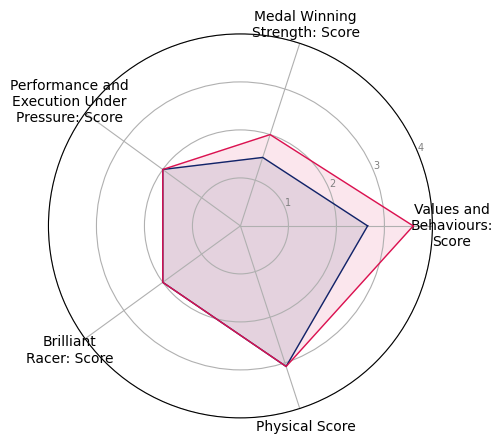 Medal Winning
Strength: Score
Performance and
Execution Under
Pressure: Score
4
3
2
1
Values and
Behaviours:
Score
Brilliant
Racer: Score
Physical Score